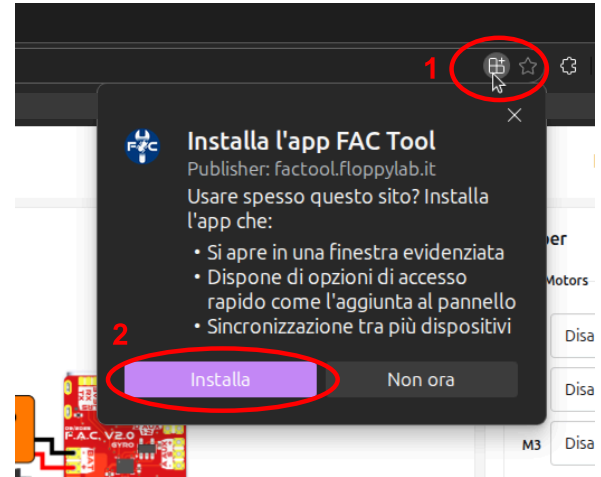 1
Installa l'app FAC Tool
Publisher: factool.floppylab.it
Usare spesso questo sito? Installa
l'app che:
• Si apre in una finestra evidenziata
• Dispone di opzioni di accesso
rapido come l'aggiunta al pannello
• Sincronizzazione tra più dispositivi
2
Installa
Non ora
per
Motors
Disa
Disa
M3 Disa
F.A.C. V2.0
GYRO
BAT